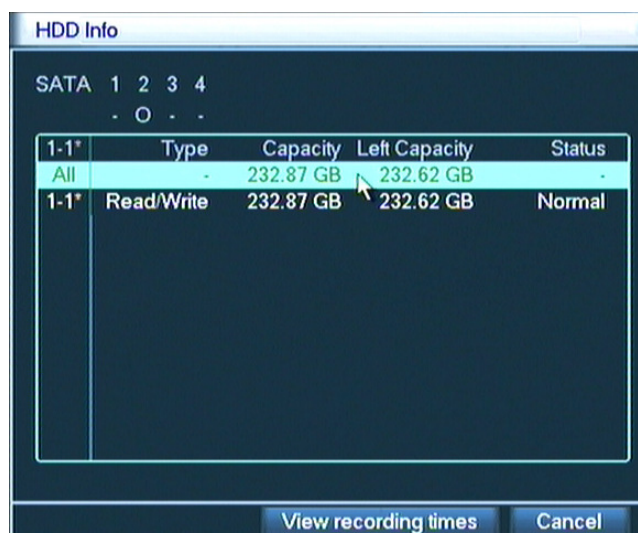 HDD Info
SATA 1 2 3 4
- O - -
1-1* Type Capacity Left Capacity Status
All - 232.87 GB 232.62 GB -
1-1* Read/Write 232.87 GB 232.62 GB Normal
View recording times Cancel